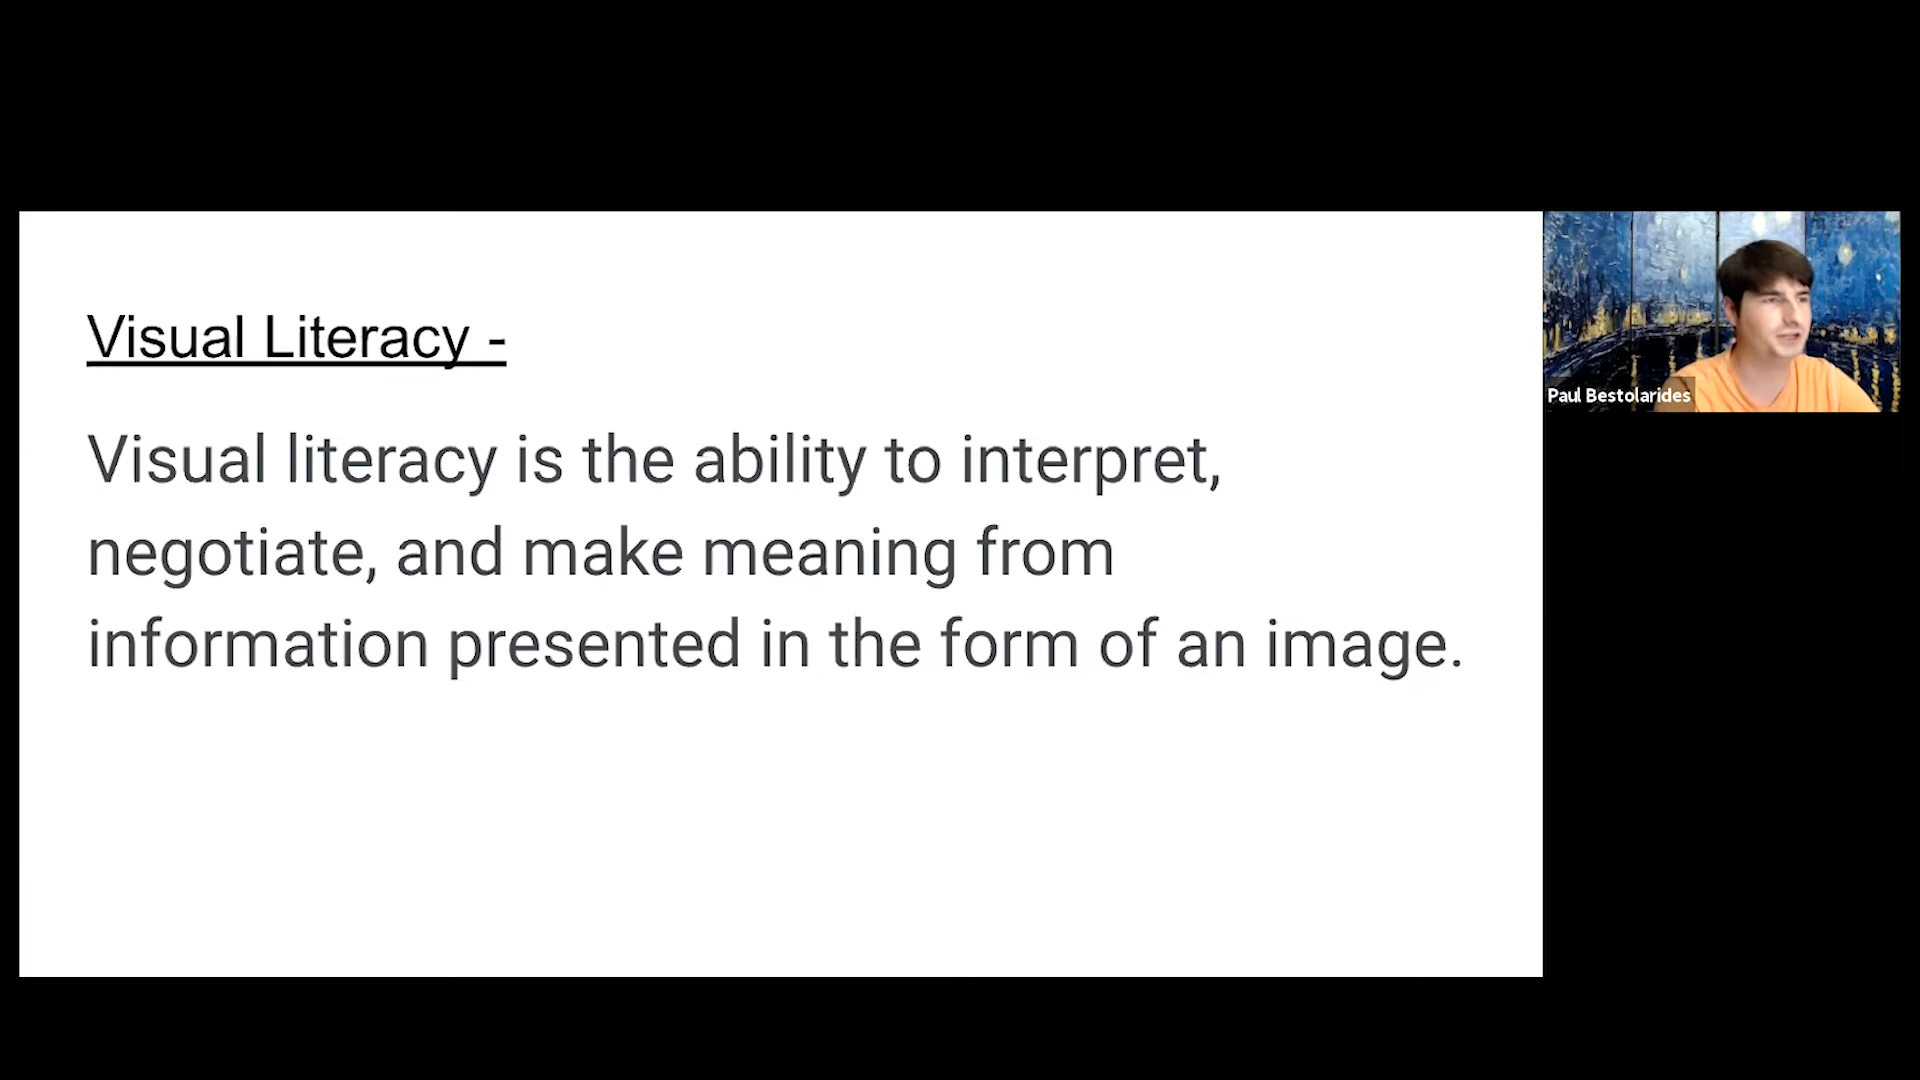 Visual Literacy -
Visual literacy is the ability to interpret,
negotiate, and make meaning from
information presented in the form of an image.
Paul Bestolarides